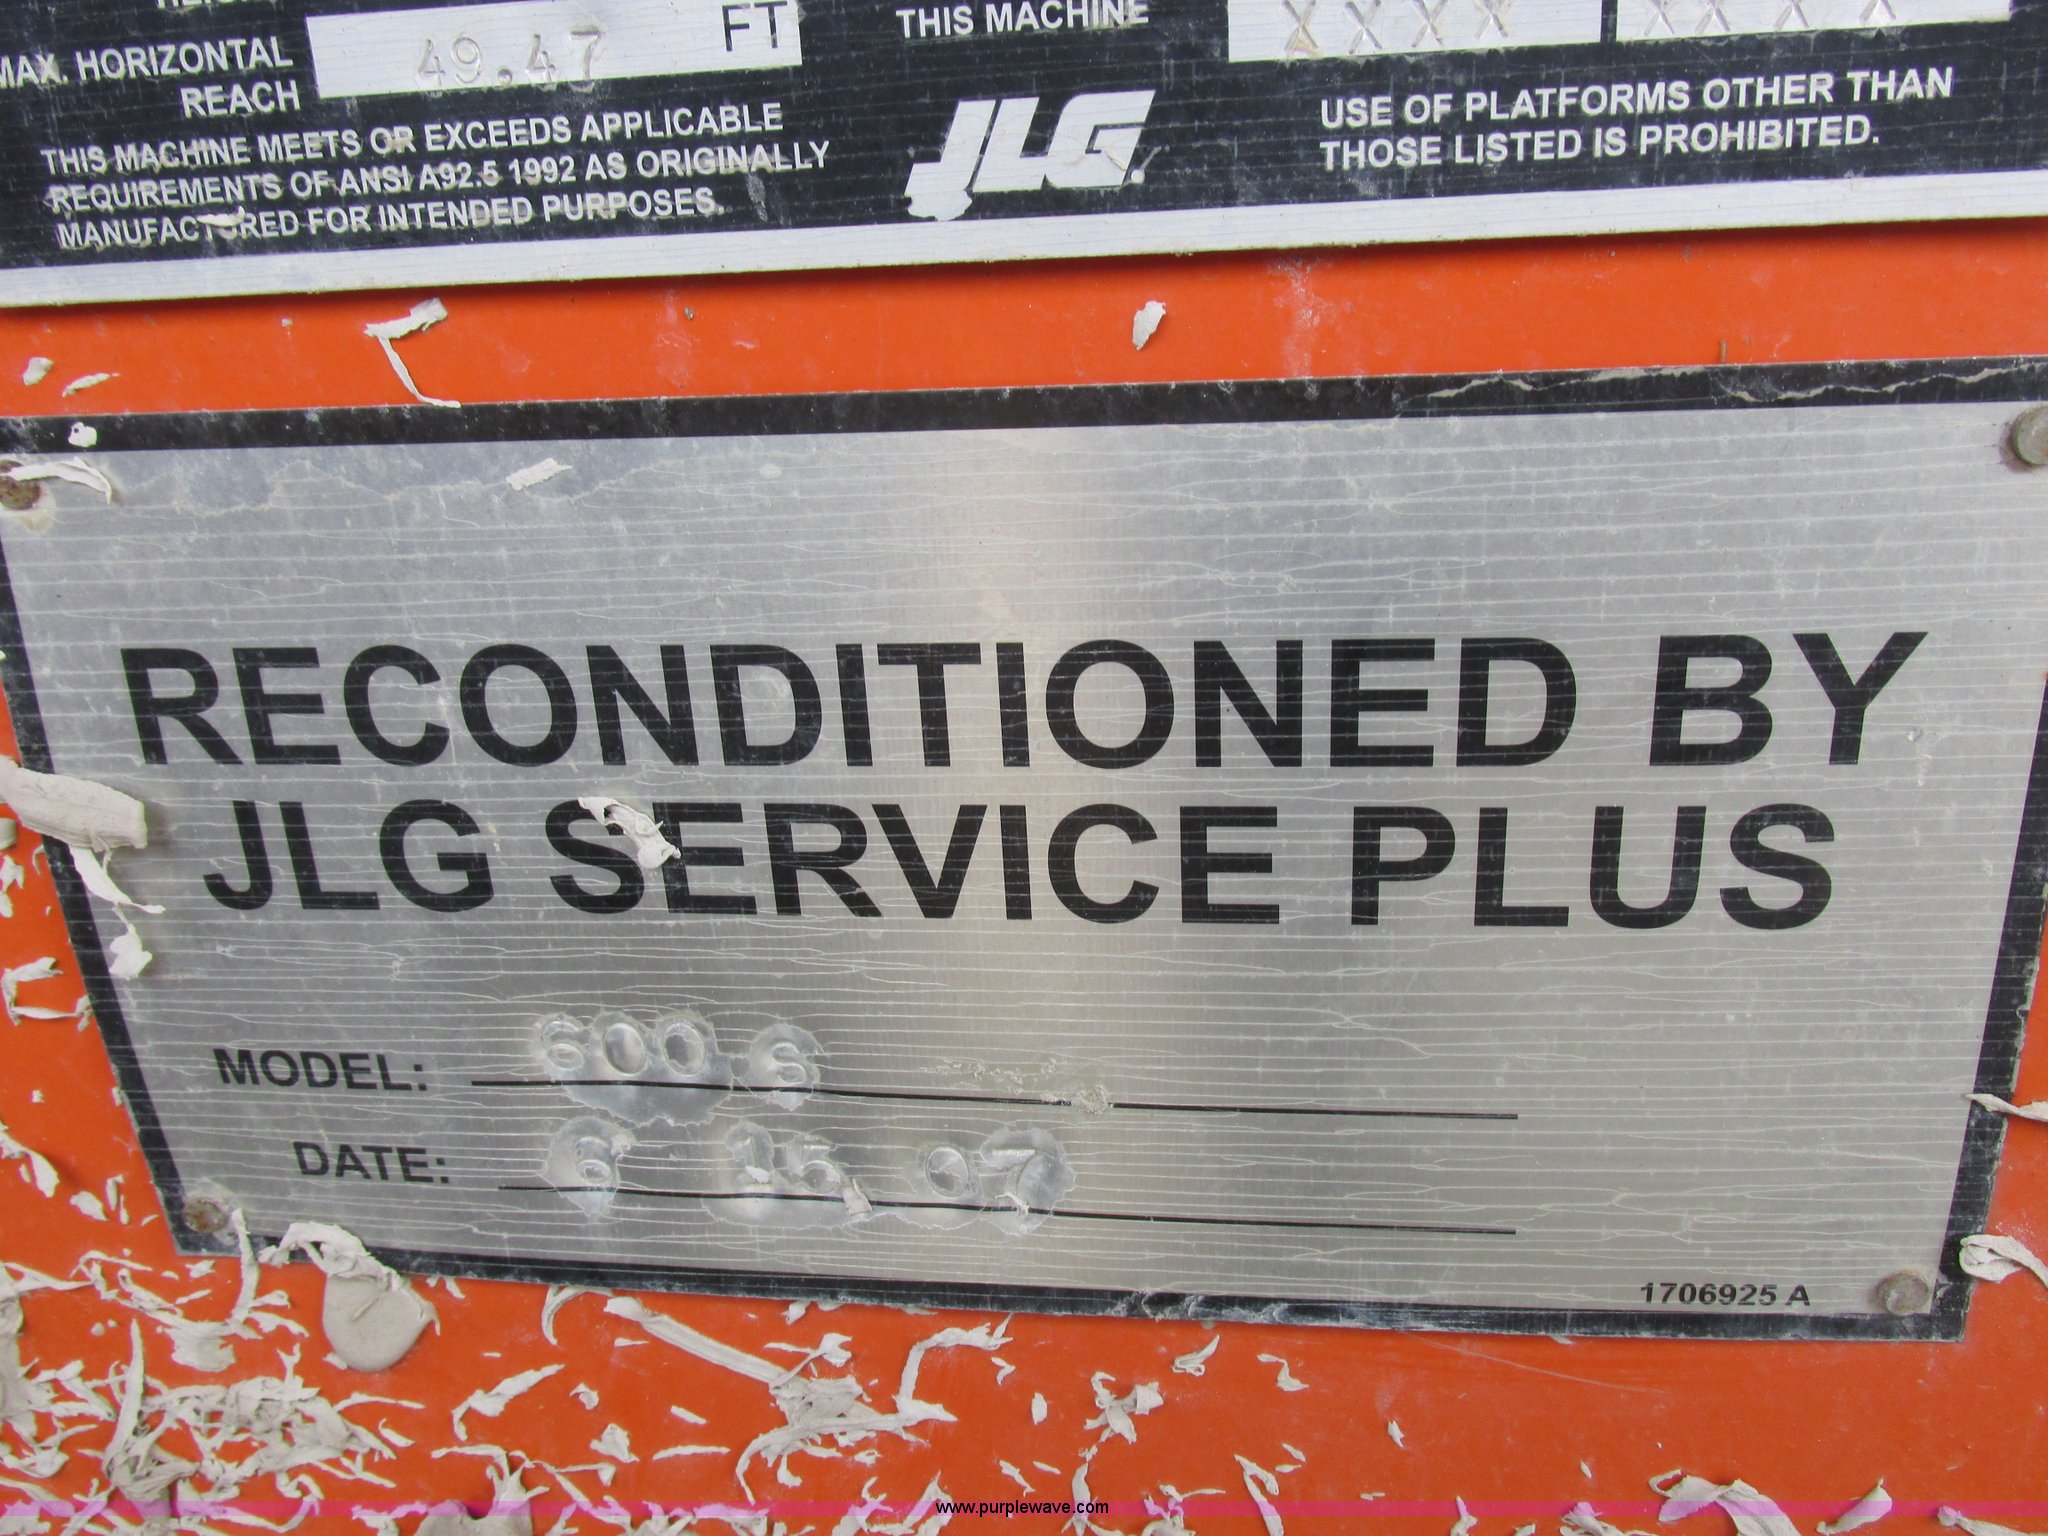 MAX. HORIZONTAL
REACH
49.47 FT
THIS MACHINE MEETS OR EXCEEDS APPLICABLE
REQUIREMENTS OF ANSI A92.5 1992 AS ORIGINALLY
MANUFACTURED FOR INTENDED PURPOSES.
THIS MACHINE
XXXX XXXX
JLG
USE OF PLATFORMS OTHER THAN
THOSE LISTED IS PROHIBITED.
RECONDITIONED BY
JLG SERVICE PLUS
MODEL: 600 S
DATE: 6 15 07
1706925 A
www.purplewave.com